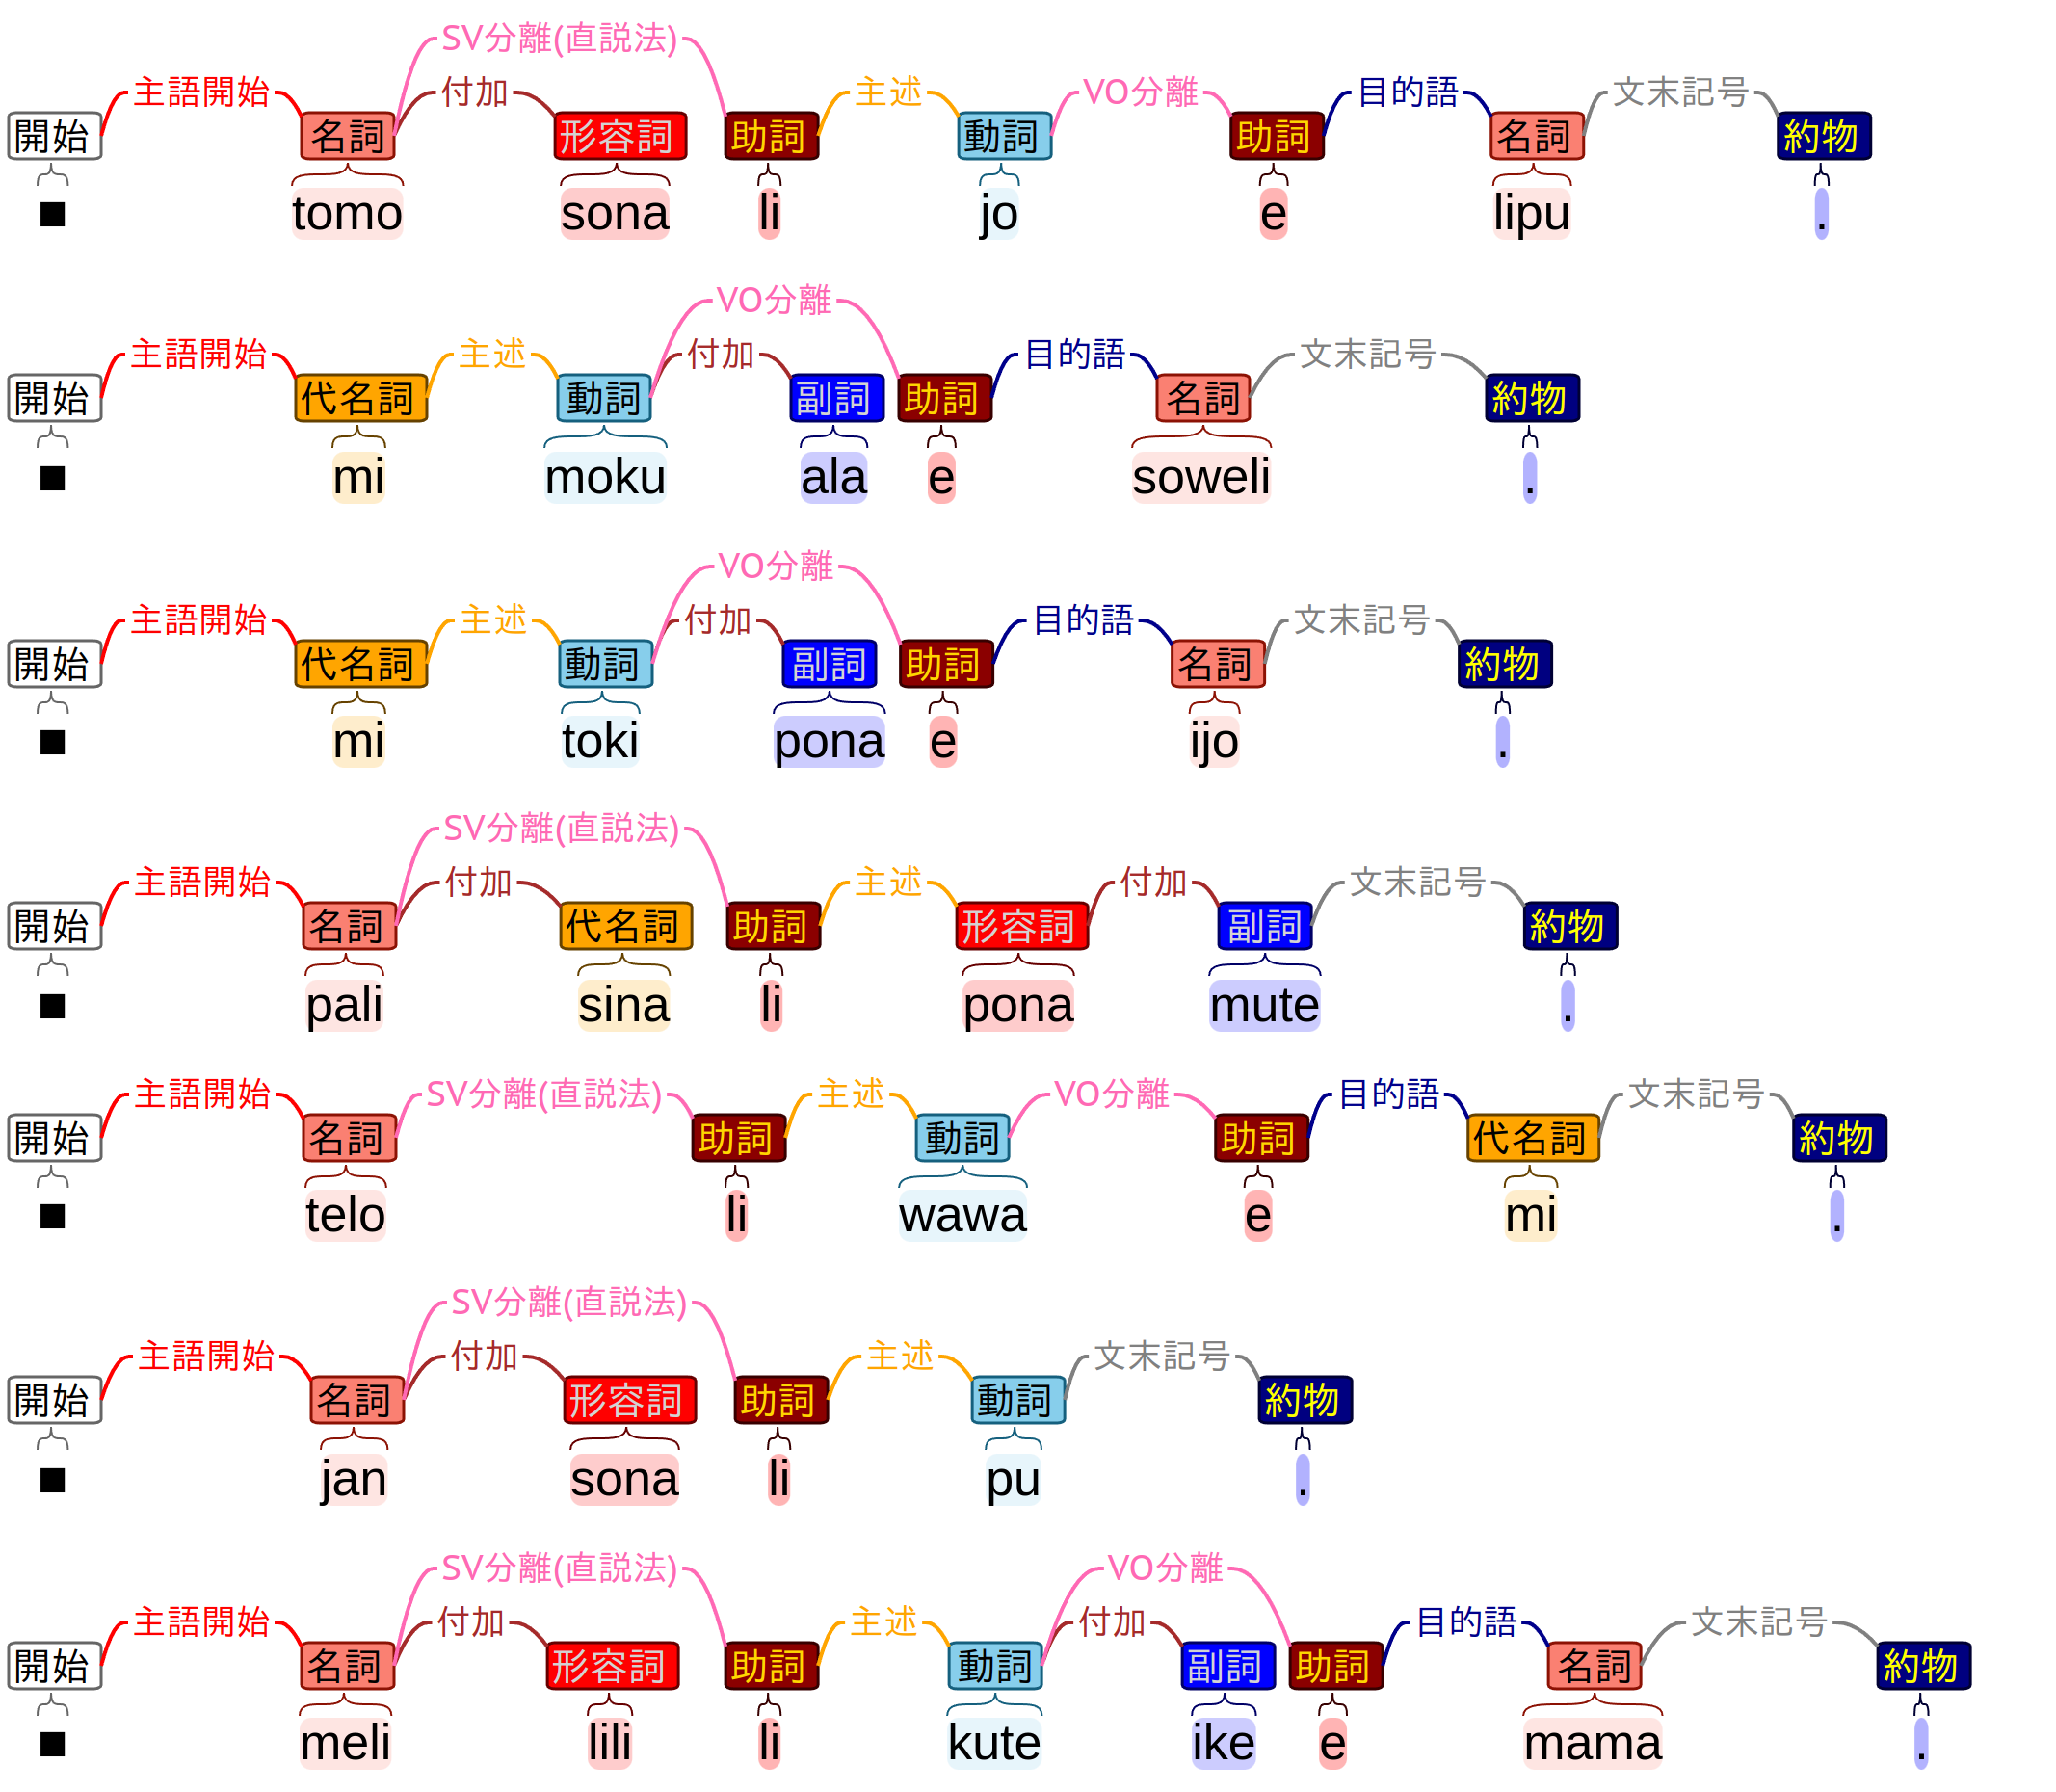 SV分離(直説法)
主語開始 付加 主述 VO分離 目的語 文末記号
開始 名詞 形容詞 助詞 動詞 助詞 名詞 約物
■ tomo sona li jo e lipu .
VO分離
主語開始 主述 付加 目的語 文末記号
開始 代名詞 動詞 副詞 助詞 名詞 約物
■ mi moku ala e soweli .
VO分離
主語開始 主述 付加 目的語 文末記号
開始 代名詞 動詞 副詞 助詞 名詞 約物
■ mi toki pona e ijo .
SV分離(直説法)
主語開始 付加 主述 付加 文末記号
開始 名詞 代名詞 助詞 形容詞 副詞 約物
■ pali sina li pona mute .
主語開始 SV分離(直説法) 主述 VO分離 目的語 文末記号
開始 名詞 助詞 動詞 助詞 代名詞 約物
■ telo li wawa e mi .
SV分離(直説法)
主語開始 付加 主述 文末記号
開始 名詞 形容詞 助詞 動詞 約物
■ jan sona li pu .
SV分離(直説法) VO分離
主語開始 付加 主述 付加 目的語 文末記号
開始 名詞 形容詞 助詞 動詞 副詞 助詞 名詞 約物
■ meli lili li kute ike e mama .